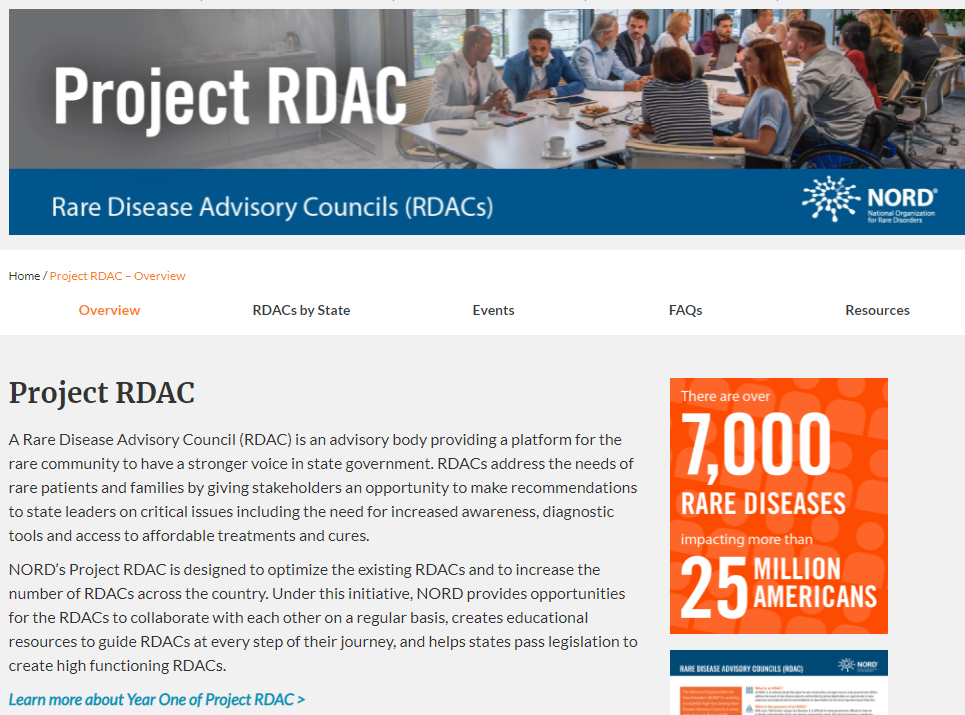 Project RDAC
Rare Disease Advisory Councils (RDACs)
NORD®
National Organization
for Rare Disorders
Home / Project RDAC – Overview
Overview
RDACs by State
Events
FAQs
Resources
Project RDAC
A Rare Disease Advisory Council (RDAC) is an advisory body providing a platform for the
rare community to have a stronger voice in state government. RDACs address the needs of
rare patients and families by giving stakeholders an opportunity to make recommendations
to state leaders on critical issues including the need for increased awareness, diagnostic
tools and access to affordable treatments and cures.
NORD’s Project RDAC is designed to optimize the existing RDACs and to increase the
number of RDACs across the country. Under this initiative, NORD provides opportunities
for the RDACs to collaborate with each other on a regular basis, creates educational
resources to guide RDACs at every step of their journey, and helps states pass legislation to
create high functioning RDACs.
Learn more about Year One of Project RDAC >
There are over
7,000
RARE DISEASES
impacting more than
25 MILLION
AMERICANS
RARE DISEASE ADVISORY COUNCILS (RDAC)
NORD
What is an RDAC?